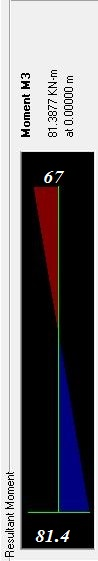 Moment M3
81.3877 KN-m
at 0.00000 m
67
81.4
Resultant Moment